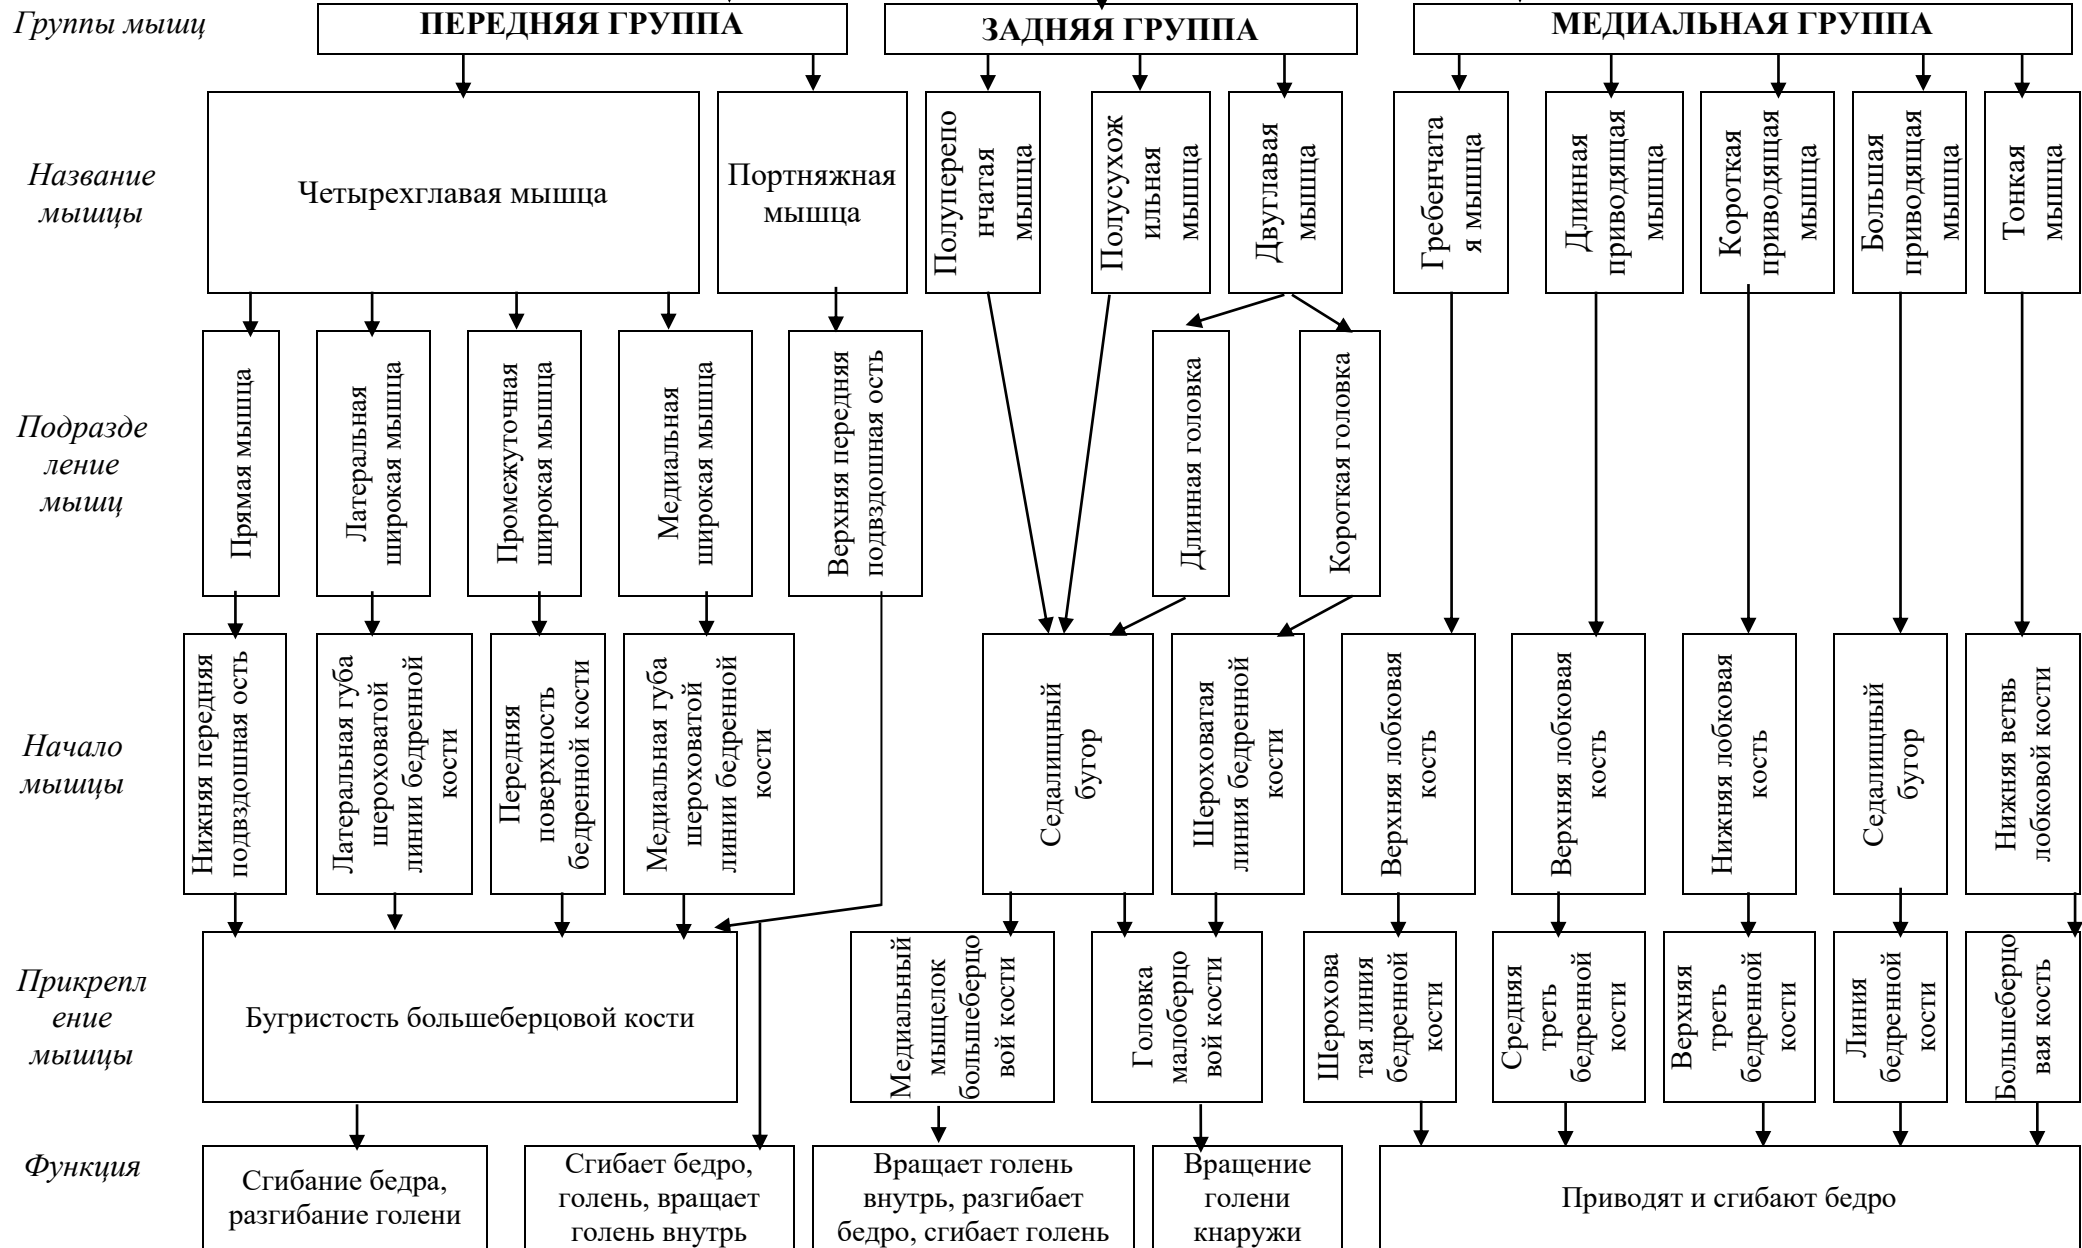 Группы мышц
ПЕРЕДНЯЯ ГРУППА
ЗАДНЯЯ ГРУППА
МЕДИАЛЬНАЯ ГРУППА
Название
мышцы
Четырехглавая мышца
Портняжная
мышца
Полуперепо
нчатая
мышца
Полусухож
ильная
мышца
Двуглавая
мышца
Гребенчата
я мышца
Длинная
приводящая
мышца
Короткая
приводящая
мышца
Большая
приводящая
мышца
Тонкая
мышца
Подразде
ление
мышц
Прямая мышца
Латеральная
широкая мышца
Промежуточная
широкая мышца
Медиальная
широкая мышца
Верхняя передняя
подвздошная ость
Длинная головка
Короткая головка
Начало
мышцы
Нижняя передняя
подвздошная ость
Латеральная губа
шероховатой
линии бедренной
кости
Передняя
поверхность
бедренной кости
Медиальная губа
шероховатой
линии бедренной
кости
Седалищный
бугор
Шероховатая
линия бедренной
кости
Верхняя лобковая
кость
Верхняя лобковая
кость
Нижняя лобковая
кость
Седалищный
бугор
Нижняя ветвь
лобковой кости
Прикрепл
ение
мышцы
Бугристость большеберцовой кости
Медиальный
мыщелок
большеберцо
вой кости
Головка
малоберцо
вой кости
Шерохова
тая линия
бедренной
кости
Средняя
треть
бедренной
кости
Верхняя
треть
бедренной
кости
Линия
бедренной
кости
Большеберцо
вая кость
Функция
Сгибание бедра,
разгибание голени
Сгибает бедро,
голень, вращает
голень внутрь
Вращает голень
внутрь, разгибает
бедро, сгибает голень
Вращение
голени
кнаружи
Приводят и сгибают бедро